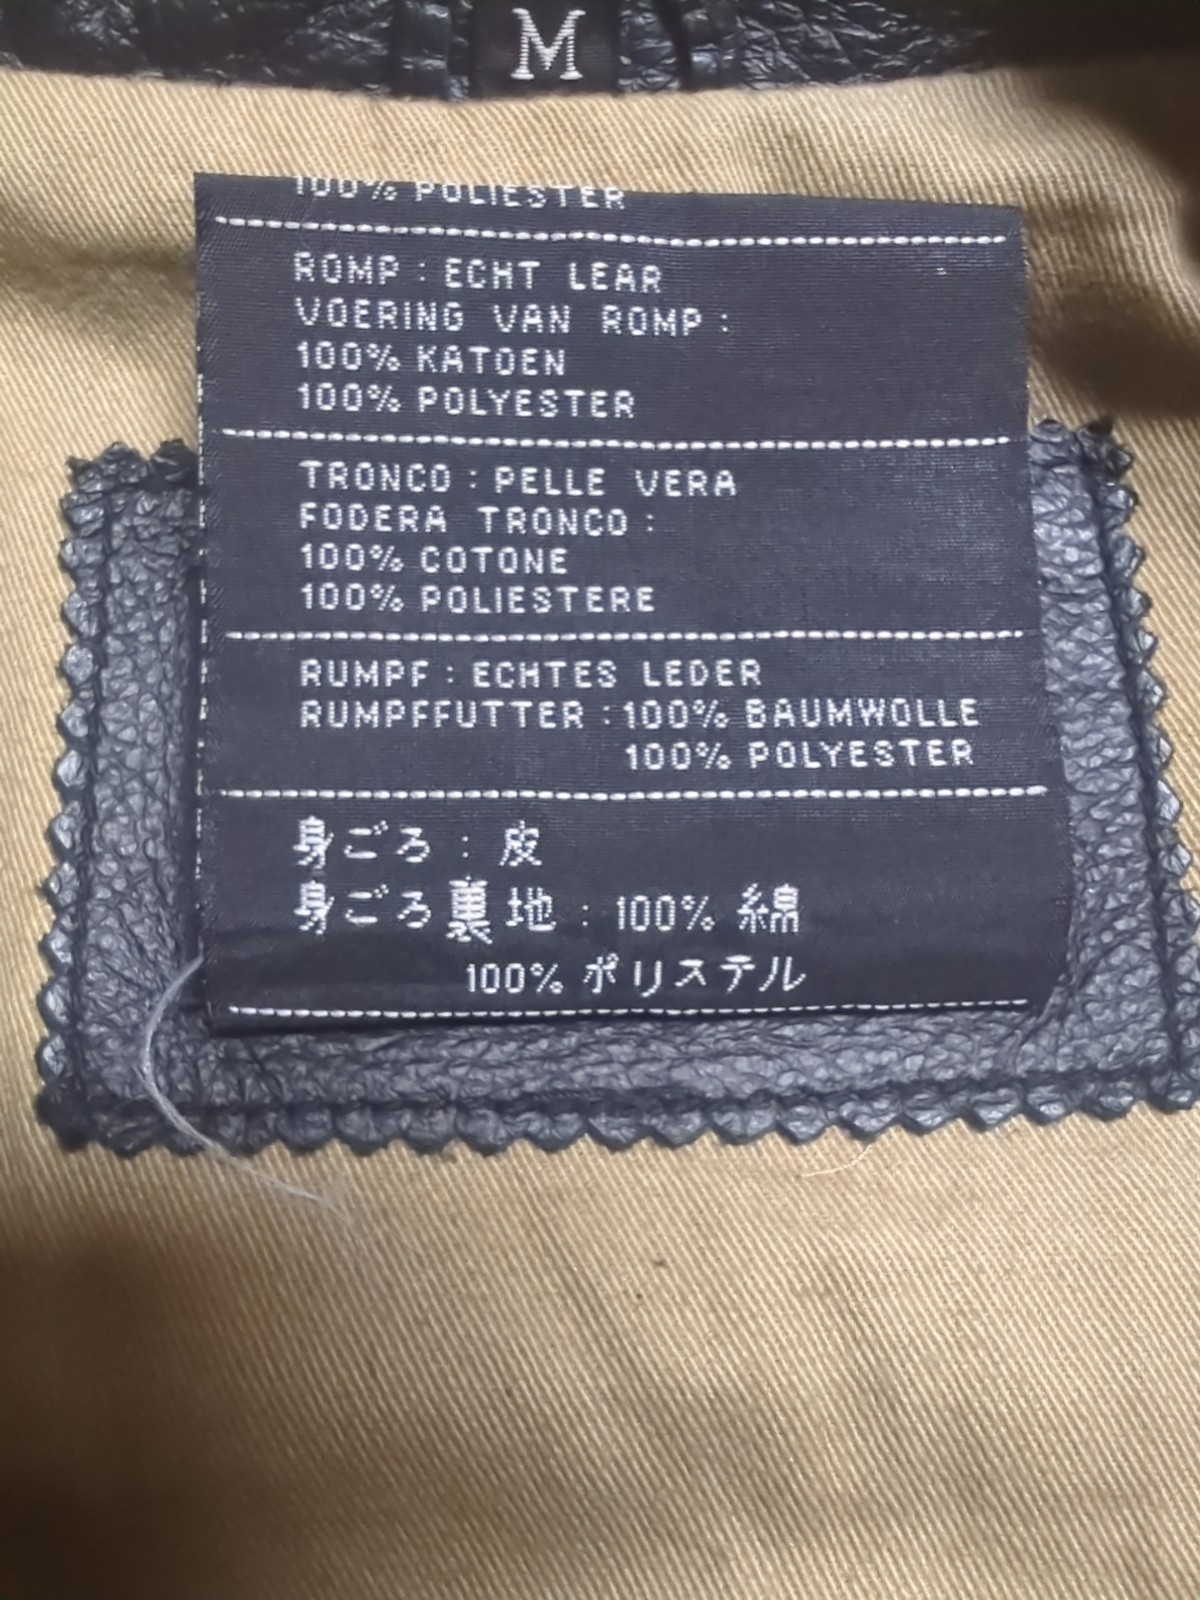 M
100% POLIESTER
ROMP : ECHT LEAR
VOERING VAN ROMP :
100% KATOEN
100% POLYESTER
TRONCO : PELLE VERA
FODERA TRONCO :
100% COTONE
100% POLIESTERE
RUMPF : ECHTES LEDER
RUMPFFUTTER : 100% BAUMWOLLE
100% POLYESTER
身ごろ : 皮
身ごろ裏地 : 100% 綿
100% ポリステル